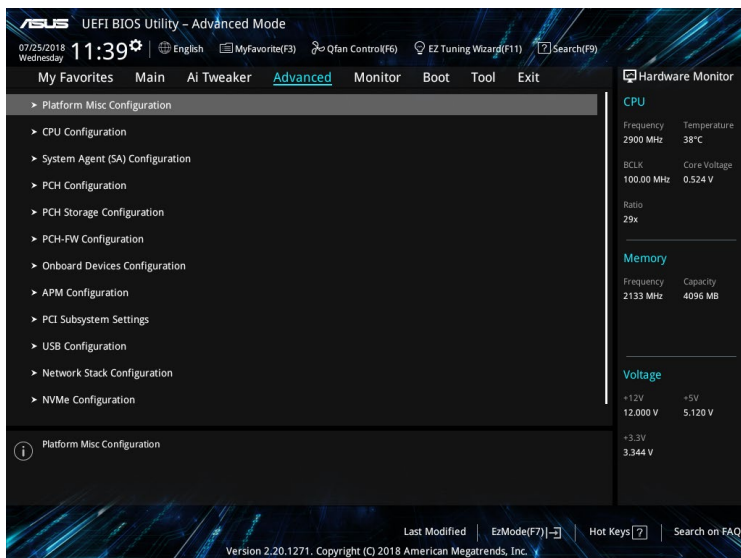 ASUS UEFI BIOS Utility – Advanced Mode
07/25/2018
Wednesday
11:39
English
MyFavorite(F3)
Qfan Control(F6)
EZ Tuning Wizard(F11)
? Search(F9)
My Favorites Main Ai Tweaker Advanced Monitor Boot Tool Exit
Hardware Monitor
> Platform Misc Configuration
> CPU Configuration
> System Agent (SA) Configuration
> PCH Configuration
> PCH Storage Configuration
> PCH-FW Configuration
> Onboard Devices Configuration
> APM Configuration
> PCI Subsystem Settings
> USB Configuration
> Network Stack Configuration
> NVMe Configuration
CPU
Frequency Temperature
2900 MHz 38°C
BCLK Core Voltage
100.00 MHz 0.524 V
Ratio
29x
Memory
Frequency Capacity
2133 MHz 4096 MB
Voltage
+12V +5V
12.000 V 5.120 V
+3.3V
3.344 V
i Platform Misc Configuration
Last Modified EzMode(F7) Hot Keys ? Search on FAQ
Version 2.20.1271. Copyright (C) 2018 American Megatrends, Inc.